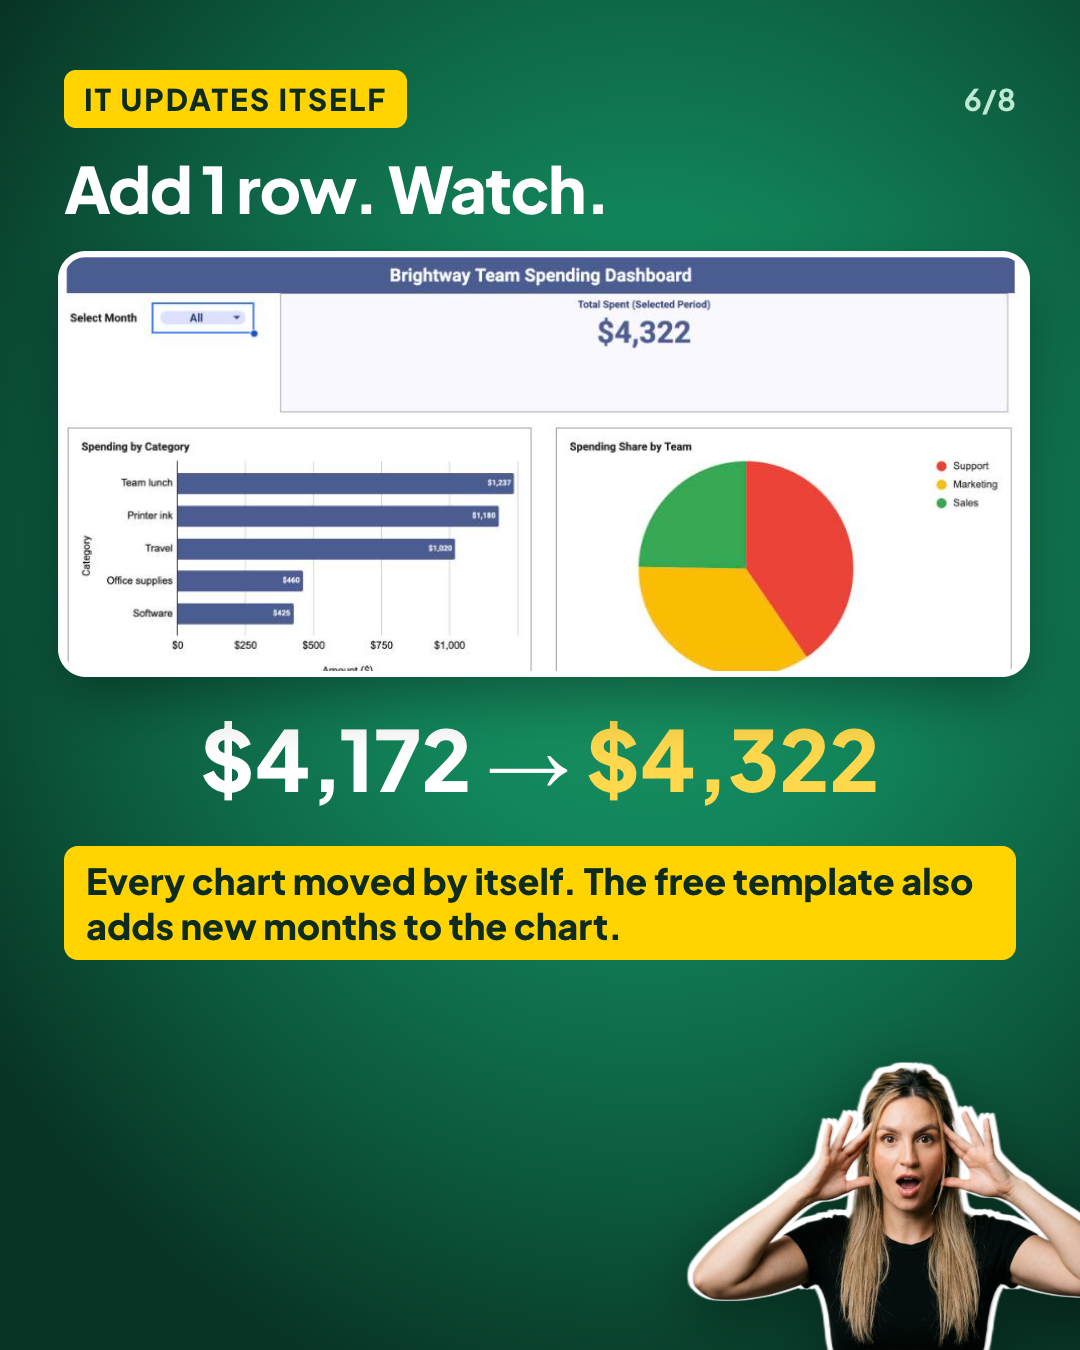 IT UPDATES ITSELF
6/8
Add 1 row. Watch.
Brightway Team Spending Dashboard
Select Month
All
Total Spent (Selected Period)
$4,322
Spending by Category
Category
Team lunch
$1,237
Printer ink
$1,180
Travel
$1,020
Office supplies
$460
Software
$425
$0 $250 $500 $750 $1,000
Amount ($)
Spending Share by Team
Support
Marketing
Sales
$4,172 → $4,322
Every chart moved by itself. The free template also
adds new months to the chart.